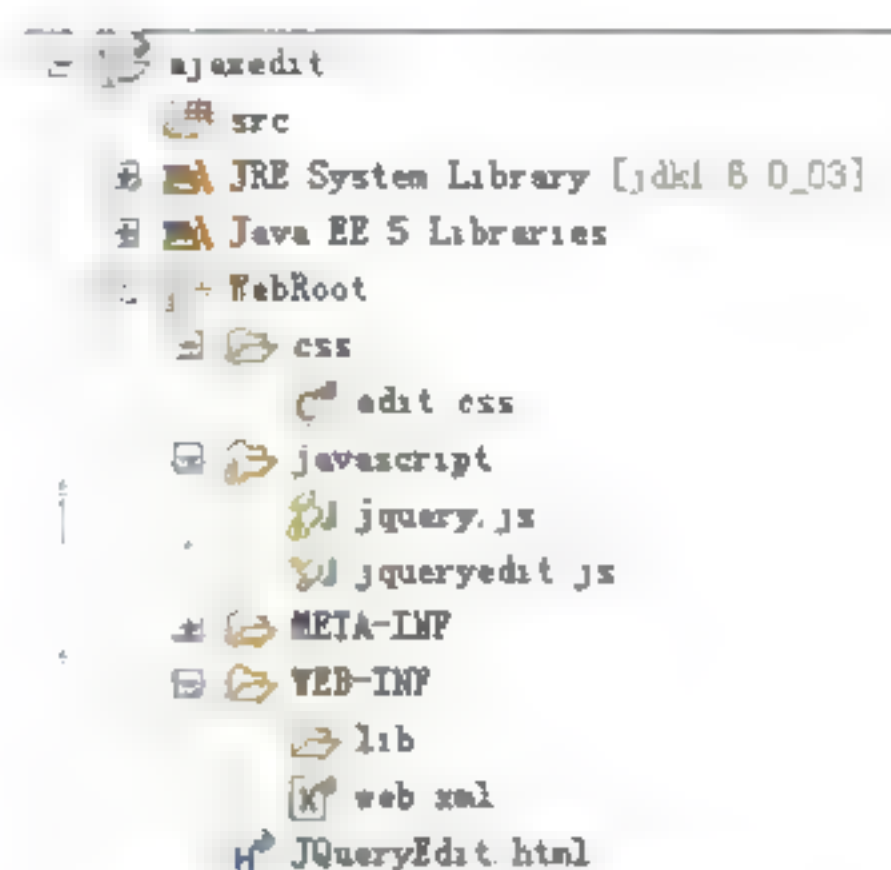 ajaxedit
src
JRE System Library [jdk1.6.0_03]
Java EE 5 Libraries
WebRoot
css
edit.css
javascript
jquery.js
jqueryedit.js
META-INF
WEB-INF
lib
web.xml
JQueryEdit.html